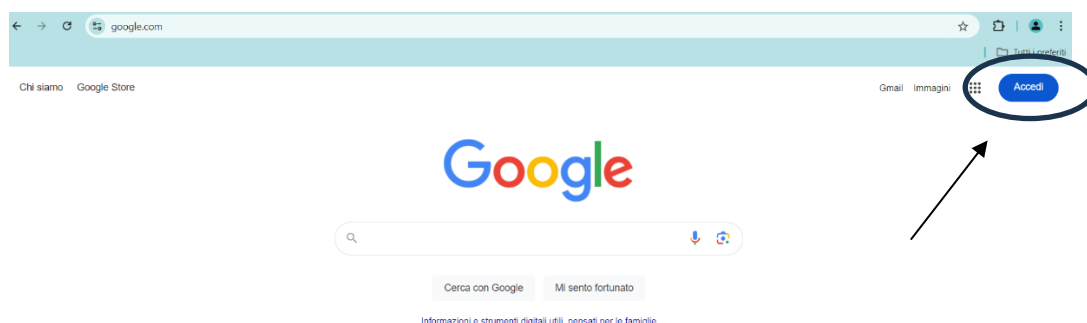 google.com
Tutti i preferiti
Chi siamo Google Store
Gmail Immagini
Accedi
Google
Cerca con Google Mi sento fortunato
Informazioni e strumenti digitali utili, pensati per le famiglie